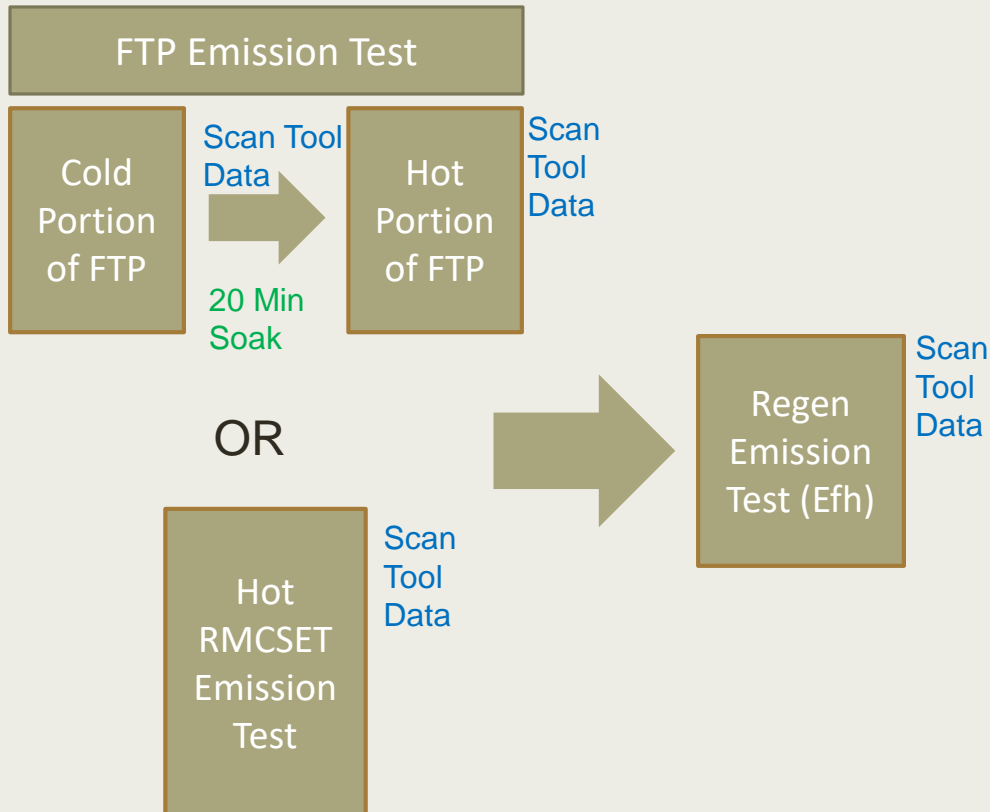 FTP Emission Test
Cold
Portion
of FTP
Scan Tool
Data
20 Min
Soak
Hot
Portion
of FTP
Scan
Tool
Data
OR
Hot
RMCSET
Emission
Test
Scan
Tool
Data
Regen
Emission
Test (Efh)
Scan
Tool
Data